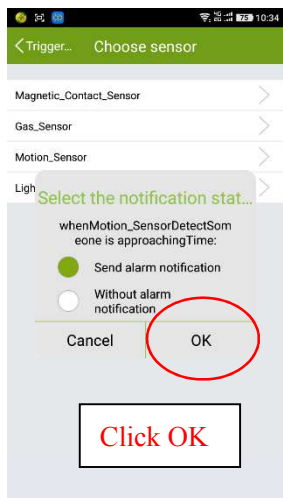 75 10:34
Trigger... Choose sensor
Magnetic_Contact_Sensor
Gas_Sensor
Motion_Sensor
Ligh
Select the notification stat...
whenMotion_SensorDetectSom
eone is approachingTime:
Send alarm notification
Without alarm
notification
Cancel OK
Click OK